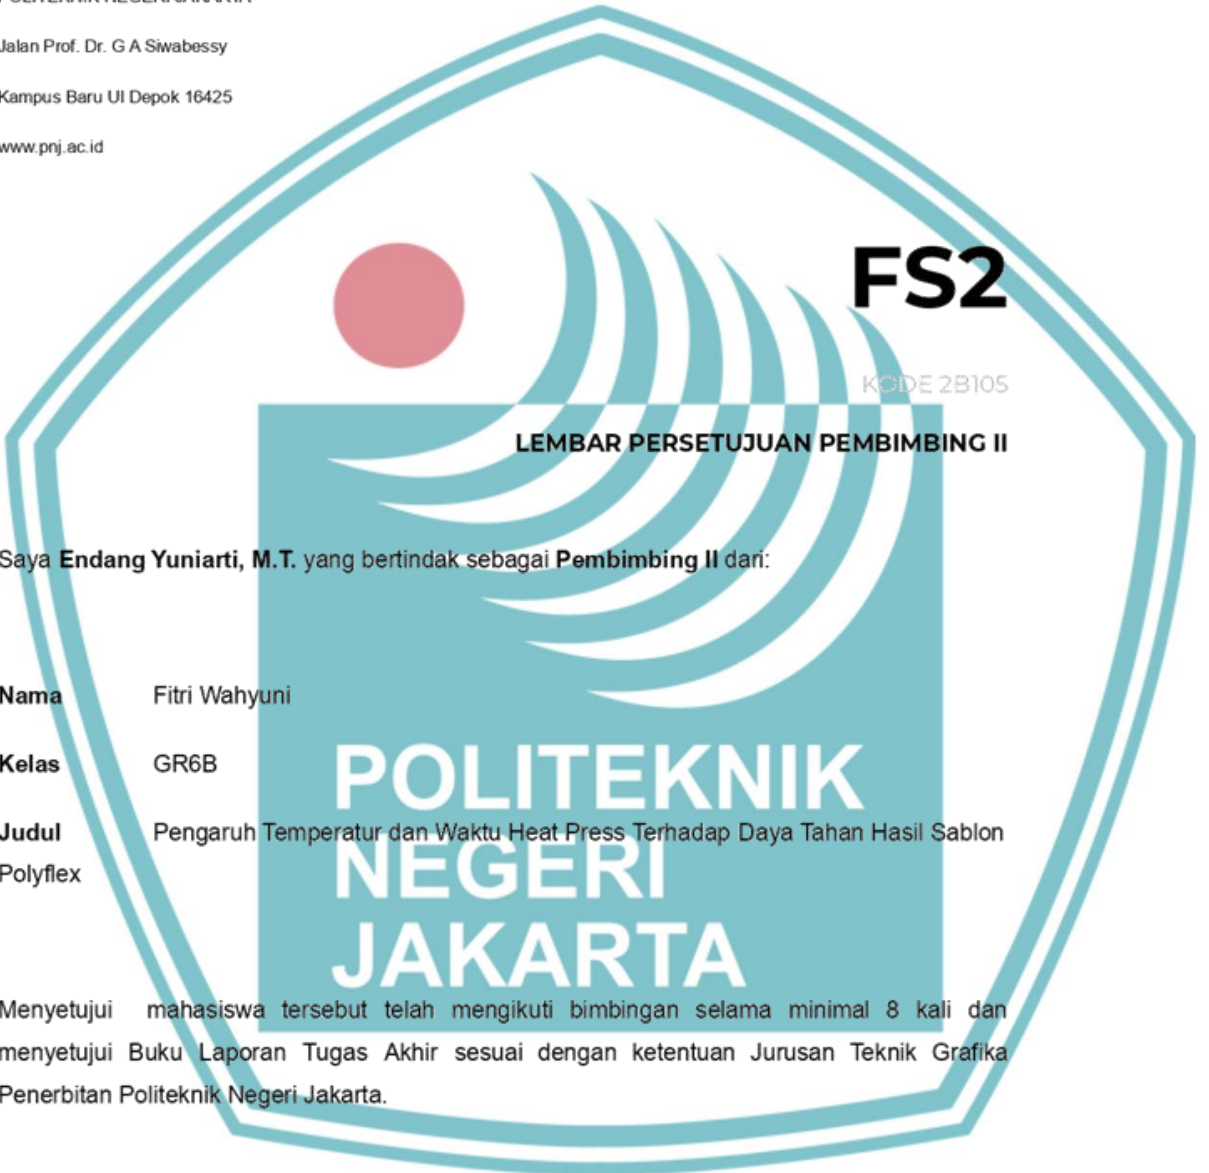 POLITEKNIK NEGERI JAKARTA
Jalan Prof. Dr. G A Siwabessy
Kampus Baru UI Depok 16425
www.pnj.ac.id
FS2
KODE 2B105
LEMBAR PERSETUJUAN PEMBIMBING II
Saya Endang Yuniarti, M.T. yang bertindak sebagai Pembimbing II dari:
Nama Fitri Wahyuni
Kelas GR6B
POLITEKNIK
Judul Pengaruh Temperatur dan Waktu Heat Press Terhadap Daya Tahan Hasil Sablon
Polyflex
NEGERI
JAKARTA
Menyetujui mahasiswa tersebut telah mengikuti bimbingan selama minimal 8 kali dan
menyetujui Buku Laporan Tugas Akhir sesuai dengan ketentuan Jurusan Teknik Grafika
Penerbitan Politeknik Negeri Jakarta.